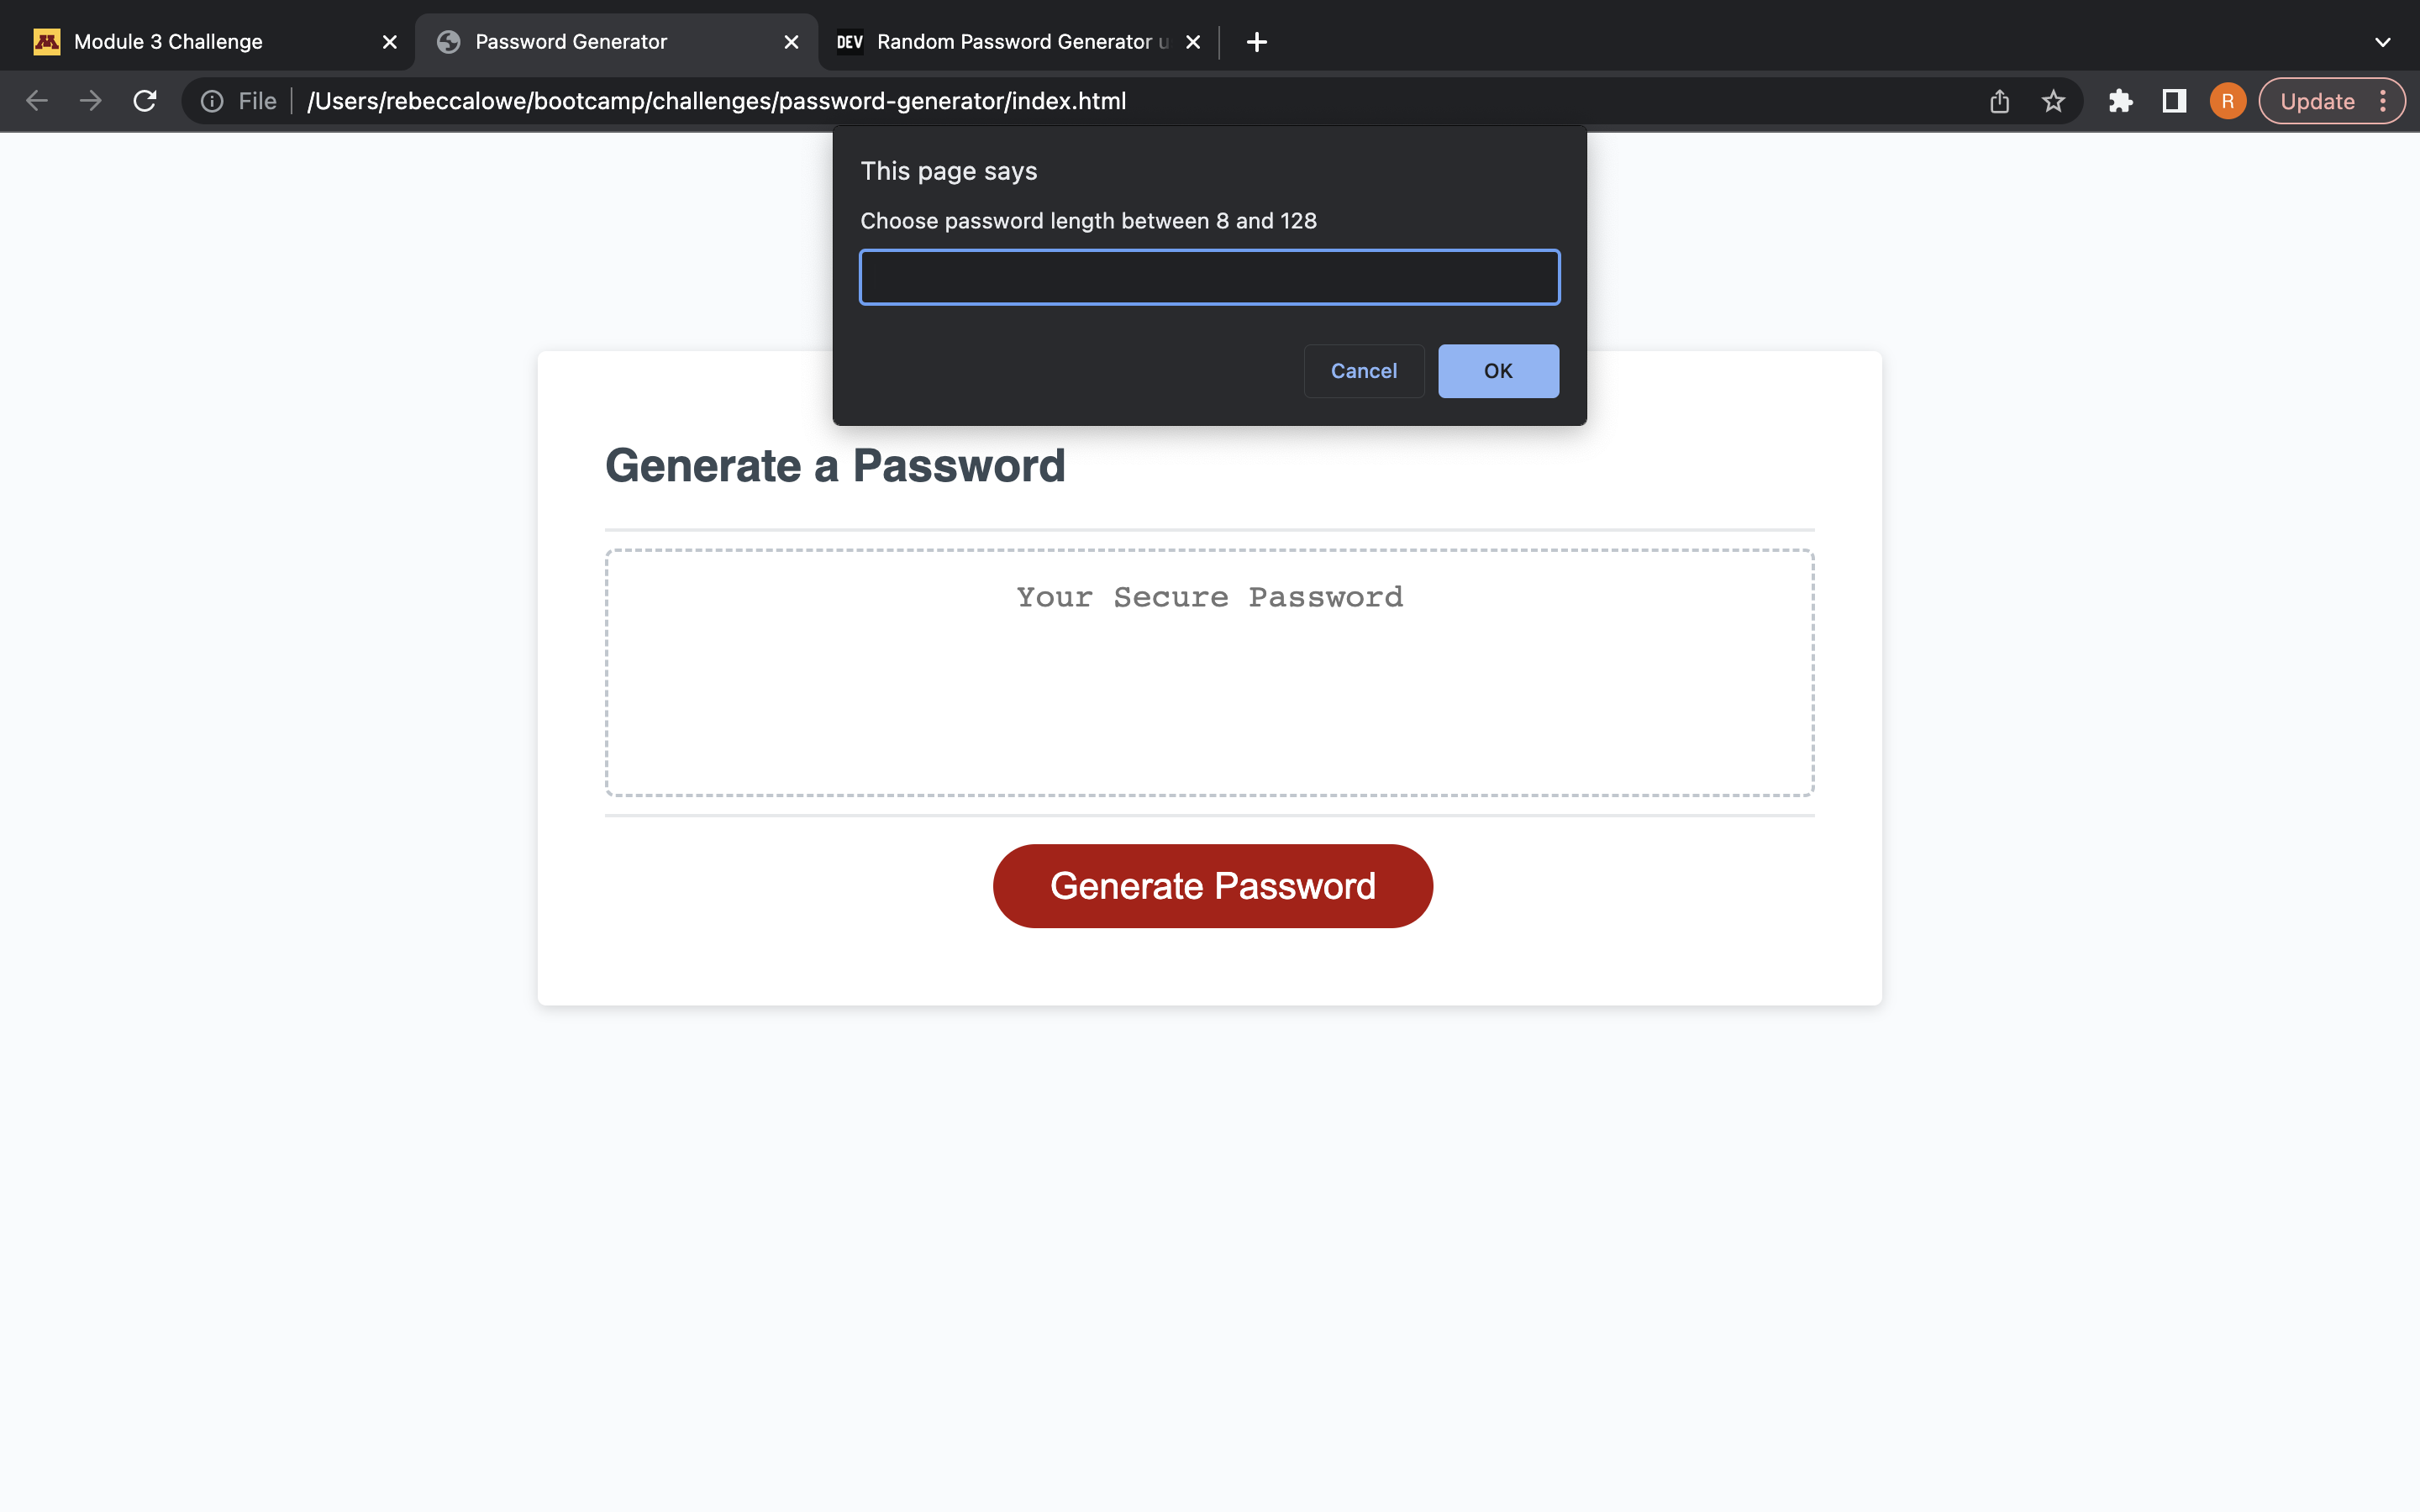 Module 3 Challenge
Password Generator
DEV Random Password Generator u
File /Users/rebeccalowe/bootcamp/challenges/password-generator/index.html
R
Update
This page says
Choose password length between 8 and 128
Cancel
OK
Generate a Password
Your Secure Password
Generate Password